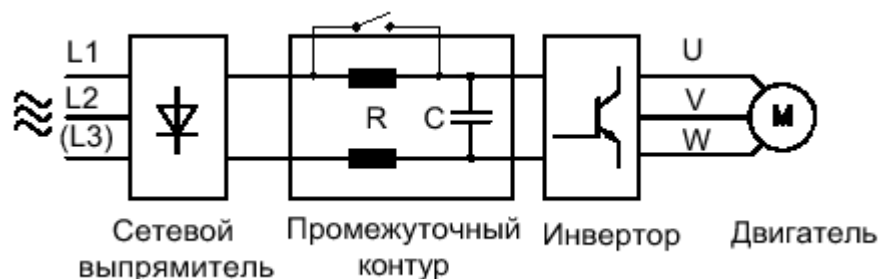 L1
L2
(L3)
R
C
U
V
W
M
Сетевой
выпрямитель
Промежуточный
контур
Инвертор
Двигатель